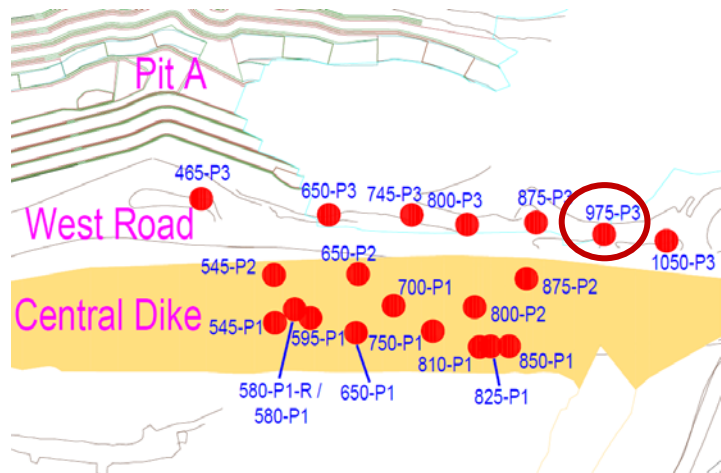 Pit A
465-P3
650-P3
745-P3
800-P3
875-P3
975-P3
1050-P3
West Road
545-P2
650-P2
875-P2
Central Dike
700-P1
800-P2
545-P1
595-P1
750-P1
810-P1
850-P1
580-P1-R /
580-P1
650-P1
825-P1